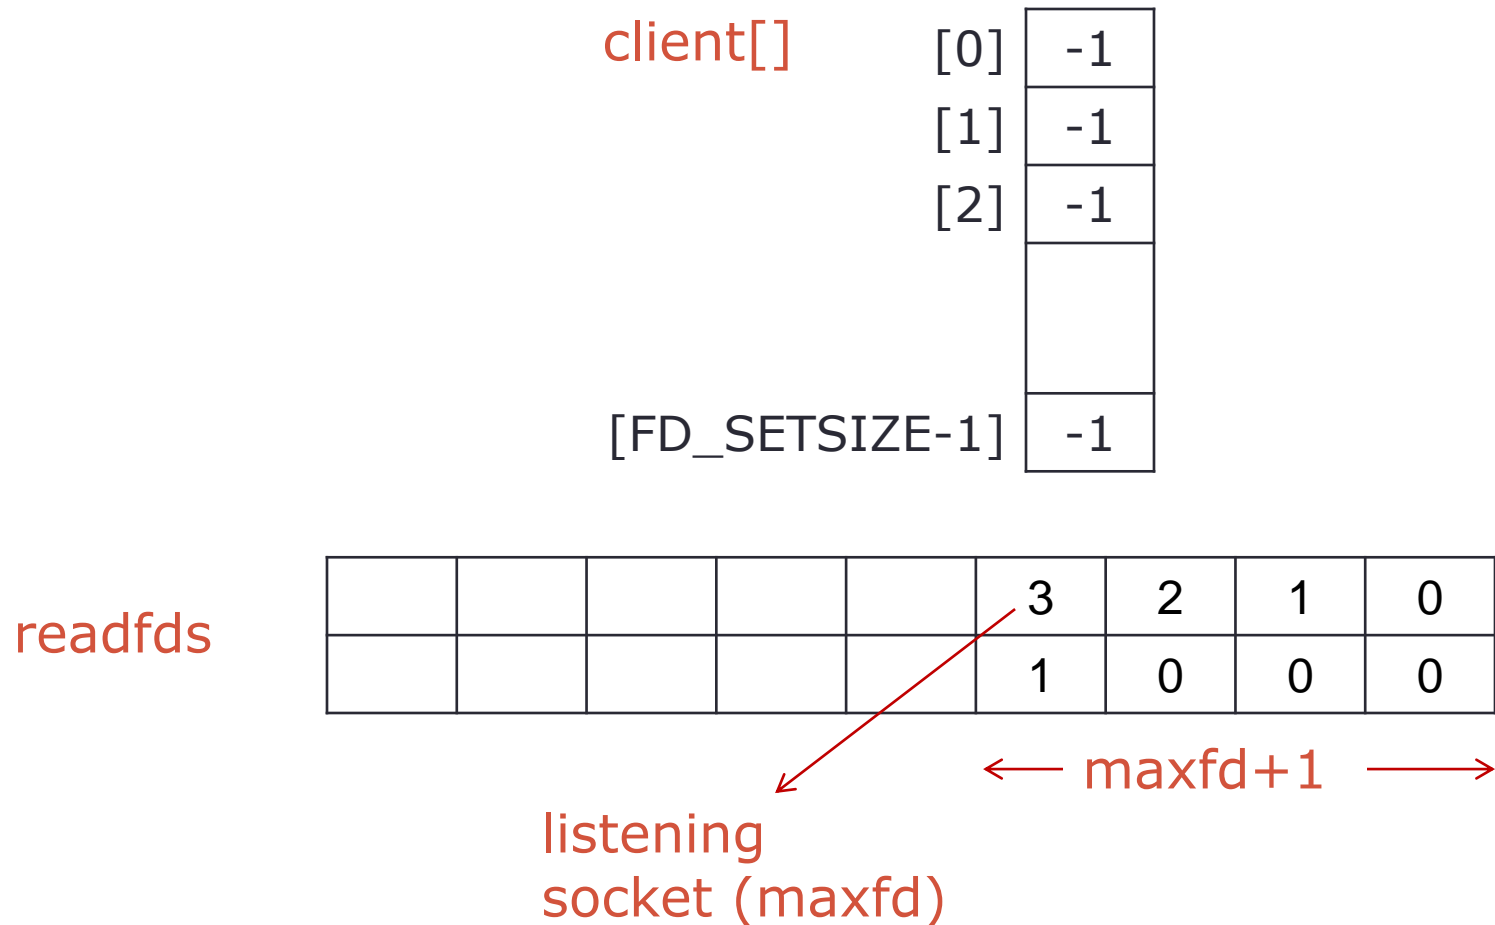 client[] [0] -1
[1] -1
[2] -1
[FD_SETSIZE-1] -1
readfds
3 2 1 0
1 0 0 0
maxfd+1
listening
socket (maxfd)